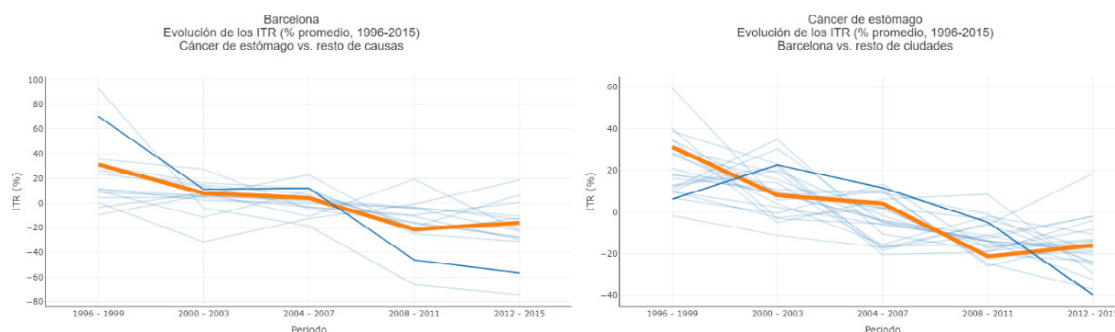 Barcelona
Evolución de los ITR (% promedio, 1996-2015)
Cáncer de estómago vs. resto de causas
100
80
60
40
20
0
−20
−40
−60
−80
ITR (%)
1996 - 1999
2000 - 2003
2004 - 2007
2008 - 2011
2012 - 2015
Periodo
Cáncer de estómago
Evolución de los ITR (% promedio, 1996-2015)
Barcelona vs. resto de ciudades
60
40
20
0
−20
−40
ITR (%)
1996 - 1999
2000 - 2003
2004 - 2007
2008 - 2011
2012 - 2015
Periodo